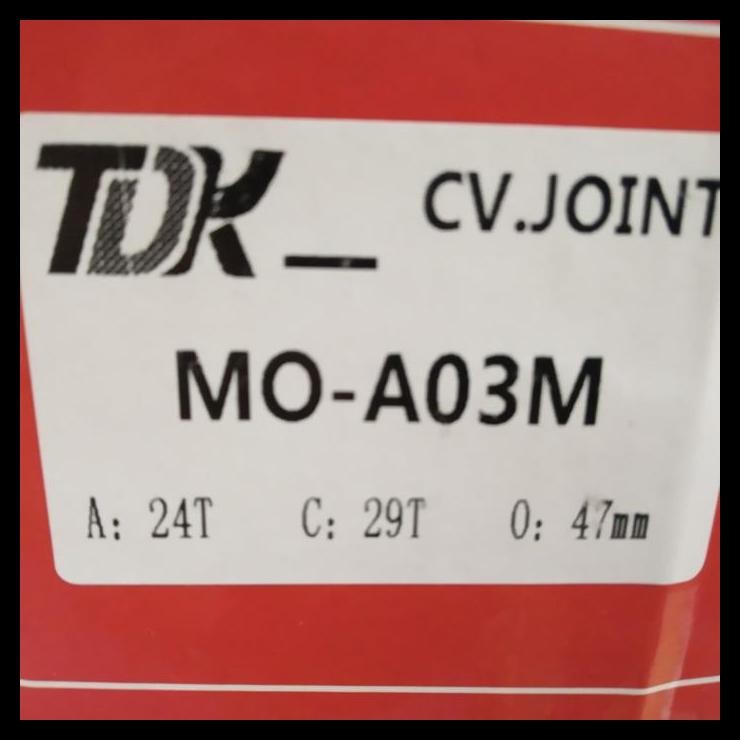 TDK_ CV.JOINT
MO-A03M
A: 24T C: 29T O: 47mm